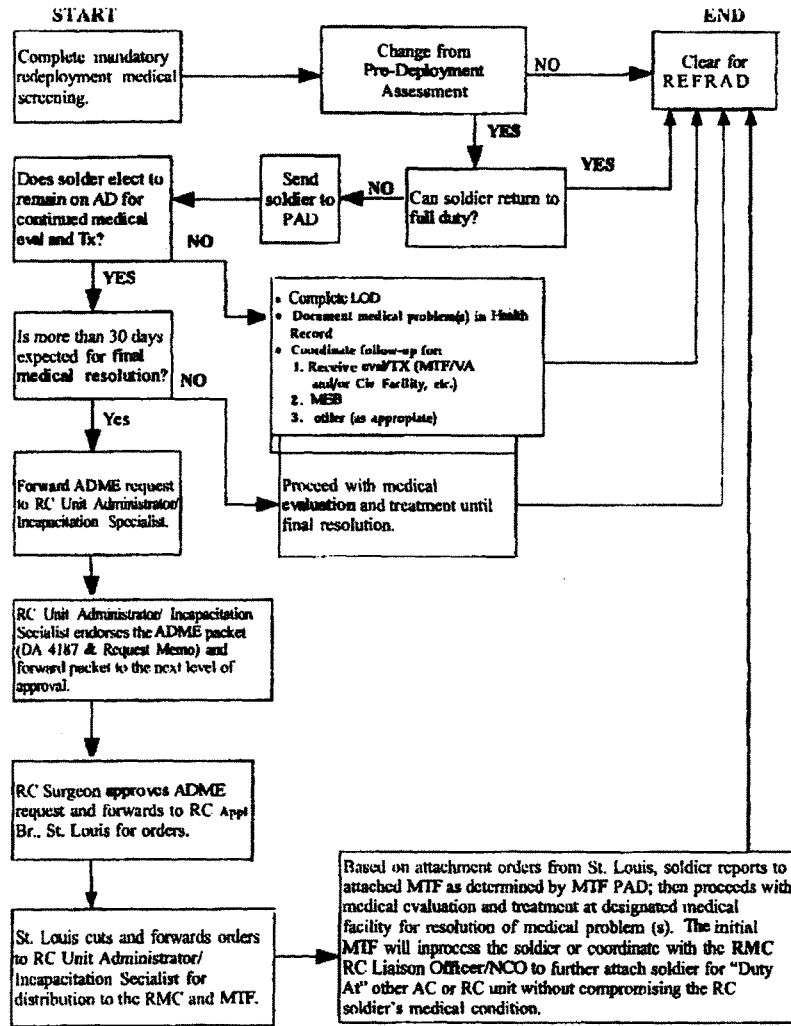 START
END
Complete mandatory
redeployment medical
screening.
Change from
Pre-Deployment
Assessment
NO
Clear for
REFRAD
YES
YES
Does solder elect to
remain on AD for
continued medical
eval and Tx?
Send
soldier to
PAD
NO
Can soldier return to
full duty?
NO
YES
• Complete LOD
• Document medical problem(s) in Health
Record
• Coordinate follow-up for:
1. Receive eval/TX (MTF/VA
and/or Civ Facility, etc.)
2. MEB
3. other (as appropiate)
Is more than 30 days
expected for final
medical resolution?
NO
Yes
Forward ADME request
to RC Unit Administrator/
Incapacitation Specialist.
Proceed with medical
evaluation and treatment until
final resolution.
RC Unit Administrator/ Incapacitation
Secialist endorses the ADME packet
(DA 4187 & Request Memo) and
forward packet to the next level of
approval.
RC Surgeon approves ADME
request and forwards to RC Appt
Br., St. Louis for orders.
St. Louis cuts and forwards orders
to RC Unit Administrator/
Incapacitation Secialist for
distribution to the RMC and MTF.
Based on attachment orders from St. Louis, soldier reports to
attached MTF as determined by MTF PAD; then proceeds with
medical evaluation and treatment at designated medical
facility for resolution of medical problem (s). The initial
MTF will inprocess the soldier or coordinate with the RMC
RC Liaison Officer/NCO to further attach soldier for "Duty
At" other AC or RC unit without compromising the RC
soldier's medical condition.